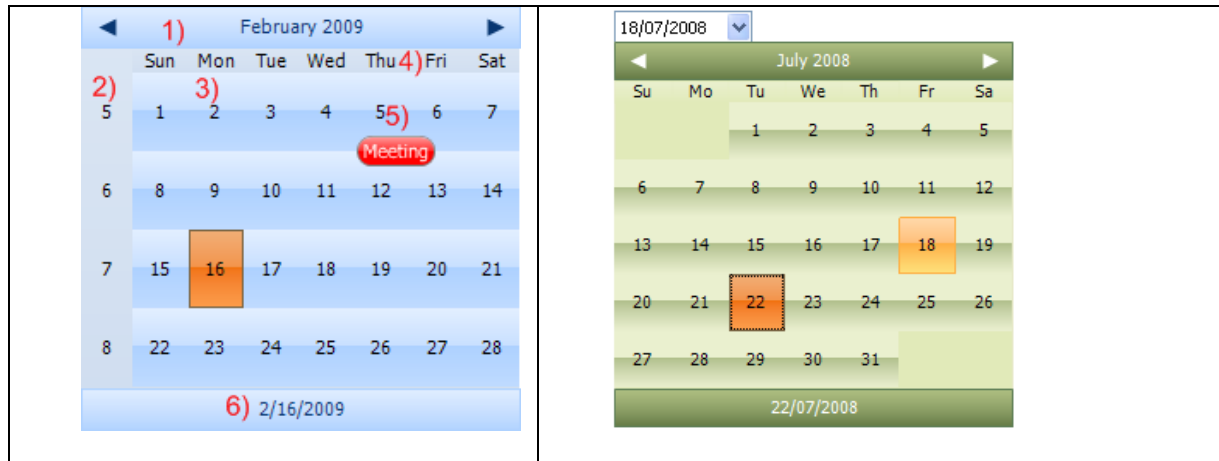 1) February 2009
Sun Mon Tue Wed Thu 4) Fri Sat
2) 3)
5 1 2 3 4 5 5) 6 7
Meeting
6 8 9 10 11 12 13 14
7 15 16 17 18 19 20 21
8 22 23 24 25 26 27 28
6) 2/16/2009
18/07/2008
July 2008
Su Mo Tu We Th Fr Sa
1 2 3 4 5
6 7 8 9 10 11 12
13 14 15 16 17 18 19
20 21 22 23 24 25 26
27 28 29 30 31
22/07/2008